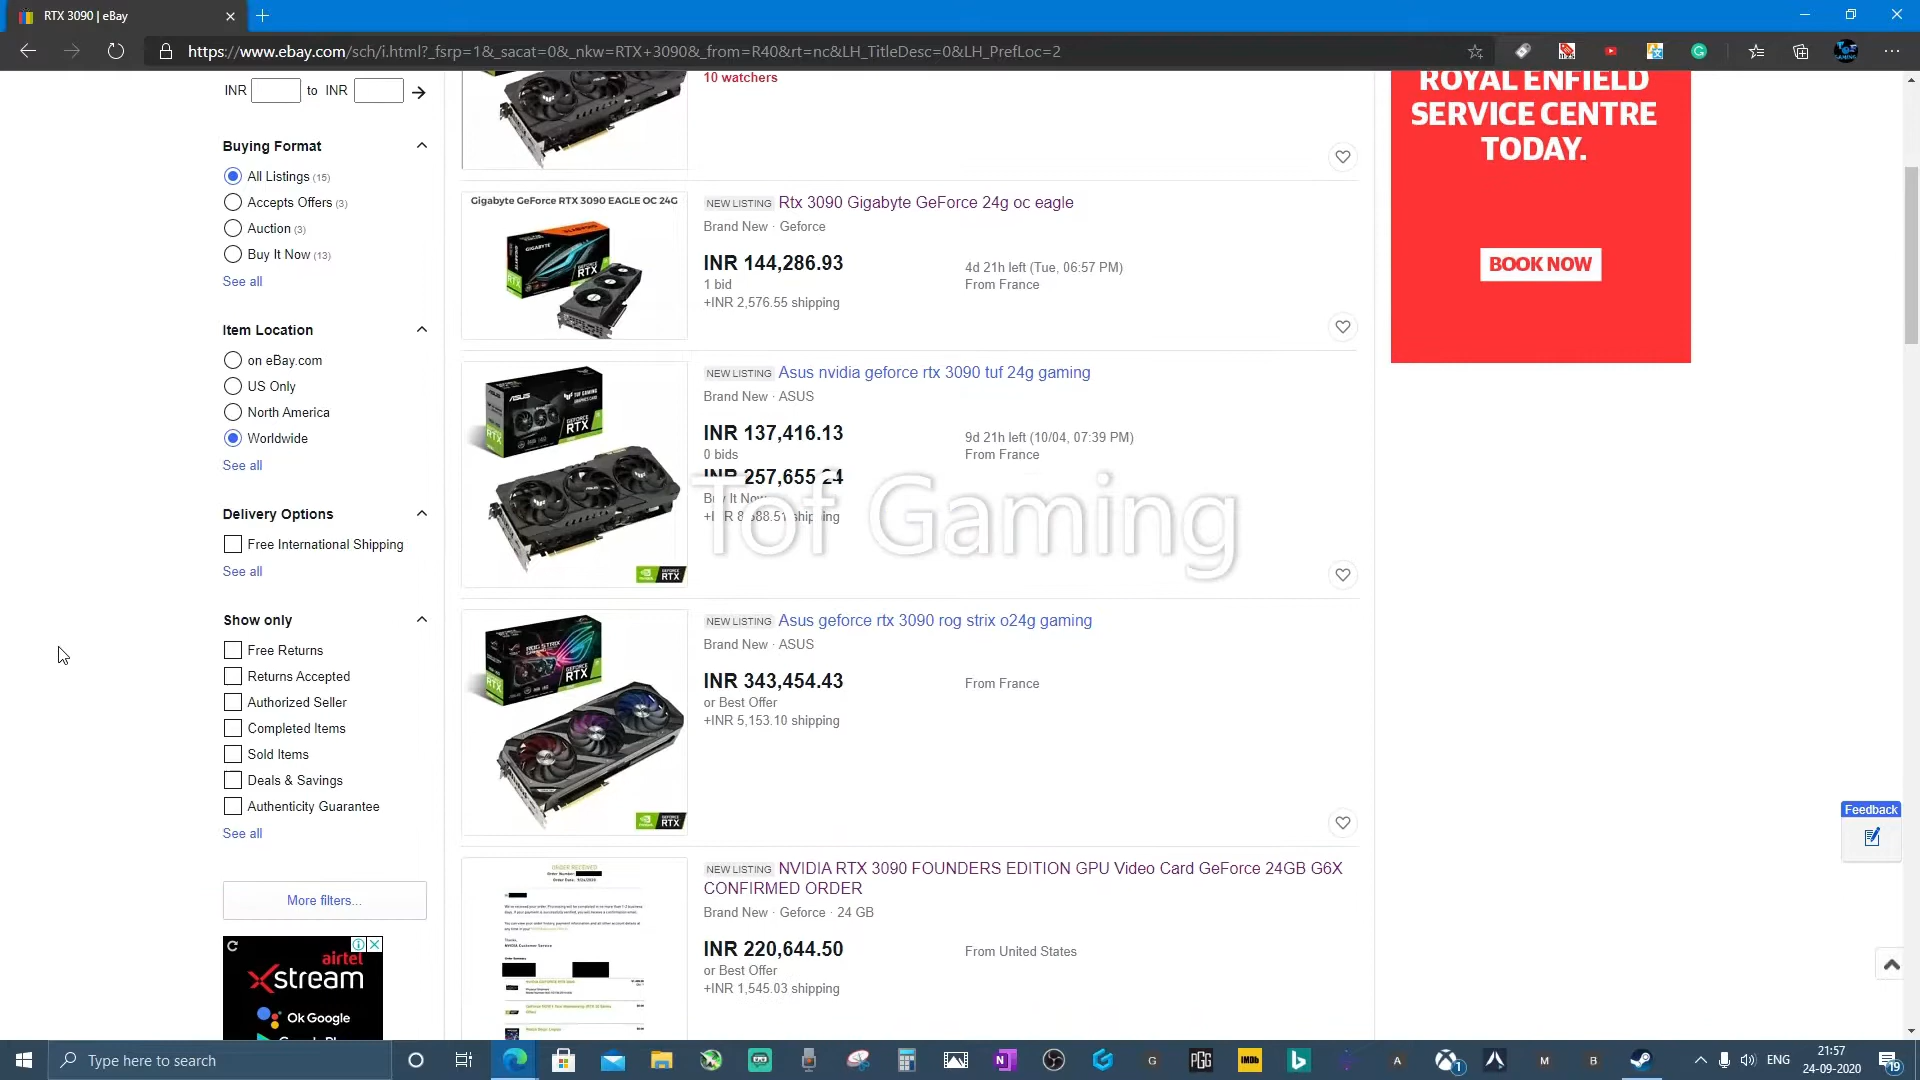 RTX 3090 | eBay
https://www.ebay.com/sch/i.html?_fsrp=1&_sacat=0&_nkw=RTX+3090&_from=R40&rt=nc&LH_TitleDesc=0&LH_PrefLoc=2
INR to INR
Buying Format
All Listings (15)
Accepts Offers (3)
Auction (3)
Buy It Now (13)
See all
Item Location
on eBay.com
US Only
North America
Worldwide
See all
Delivery Options
Free International Shipping
See all
Show only
Free Returns
Returns Accepted
Authorized Seller
Completed Items
Sold Items
Deals & Savings
Authenticity Guarantee
See all
More filters...
airtel
xstream
Ok Google
10 watchers
Gigabyte GeForce RTX 3090 EAGLE OC 24G
NEW LISTING Rtx 3090 Gigabyte GeForce 24g oc eagle
Brand New · Geforce
INR 144,286.93
1 bid
+INR 2,576.55 shipping
4d 21h left (Tue, 06:57 PM)
From France
NEW LISTING Asus nvidia geforce rtx 3090 tuf 24g gaming
Brand New · ASUS
INR 137,416.13
0 bids
INR 257,655.24
Buy It Now
shipping
9d 21h left (10/04, 07:39 PM)
From France
Tof Gaming
NEW LISTING Asus geforce rtx 3090 rog strix o24g gaming
Brand New · ASUS
INR 343,454.43
or Best Offer
+INR 5,153.10 shipping
From France
NEW LISTING NVIDIA RTX 3090 FOUNDERS EDITION GPU Video Card GeForce 24GB G6X
CONFIRMED ORDER
Brand New · Geforce · 24 GB
INR 220,644.50
or Best Offer
+INR 1,545.03 shipping
From United States
ROYAL ENFIELD
SERVICE CENTRE
TODAY.
BOOK NOW
Feedback
Type here to search
ENG
21:57
24-09-2020
19